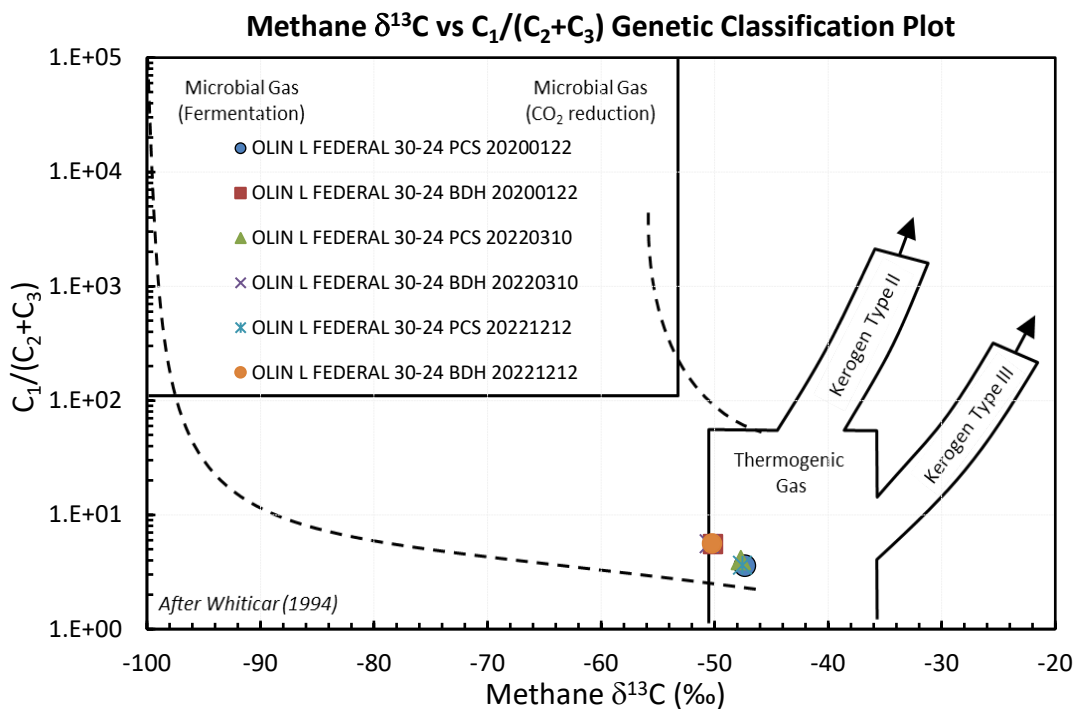 Methane δ¹³C vs C₁/(C₂+C₃) Genetic Classification Plot
1.E+05
1.E+04
1.E+03
1.E+02
1.E+01
1.E+00
C₁/(C₂+C₃)
Microbial Gas
(Fermentation)
Microbial Gas
(CO₂ reduction)
OLIN L FEDERAL 30-24 PCS 20200122
OLIN L FEDERAL 30-24 BDH 20200122
OLIN L FEDERAL 30-24 PCS 20220310
OLIN L FEDERAL 30-24 BDH 20220310
OLIN L FEDERAL 30-24 PCS 20221212
OLIN L FEDERAL 30-24 BDH 20221212
Kerogen Type II
Kerogen Type III
Thermogenic
Gas
After Whiticar (1994)
-100 -90 -80 -70 -60 -50 -40 -30 -20
Methane δ¹³C (‰)